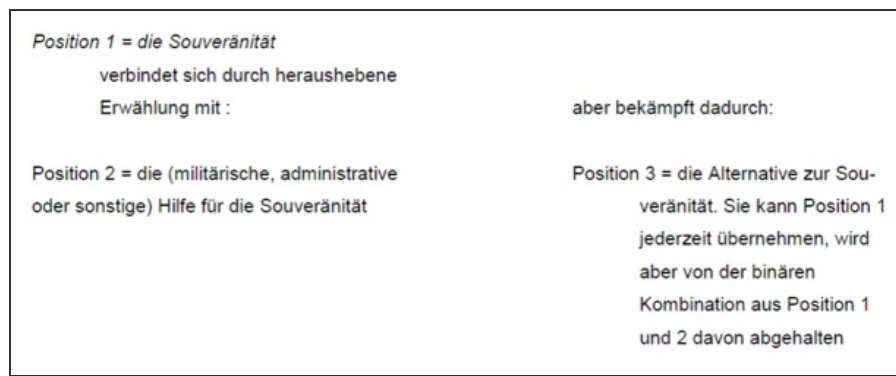 Position 1 = die Souveränität
verbindet sich durch heraushebene
Erwählung mit :
aber bekämpft dadurch:
Position 2 = die (militärische, administrative
oder sonstige) Hilfe für die Souveränität
Position 3 = die Alternative zur Sou-
veränität. Sie kann Position 1
jederzeit übernehmen, wird
aber von der binären
Kombination aus Position 1
und 2 davon abgehalten